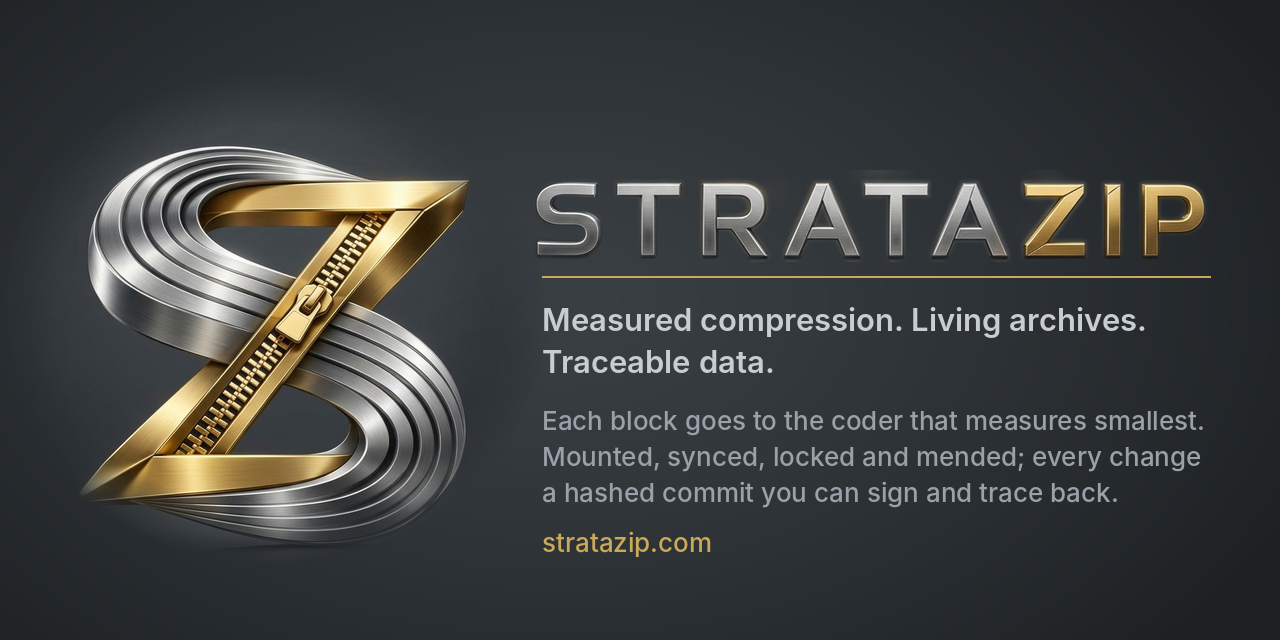 STRATAZIP
Measured compression. Living archives.
Traceable data.
Each block goes to the coder that measures smallest.
Mounted, synced, locked and mended; every change
a hashed commit you can sign and trace back.
stratazip.com